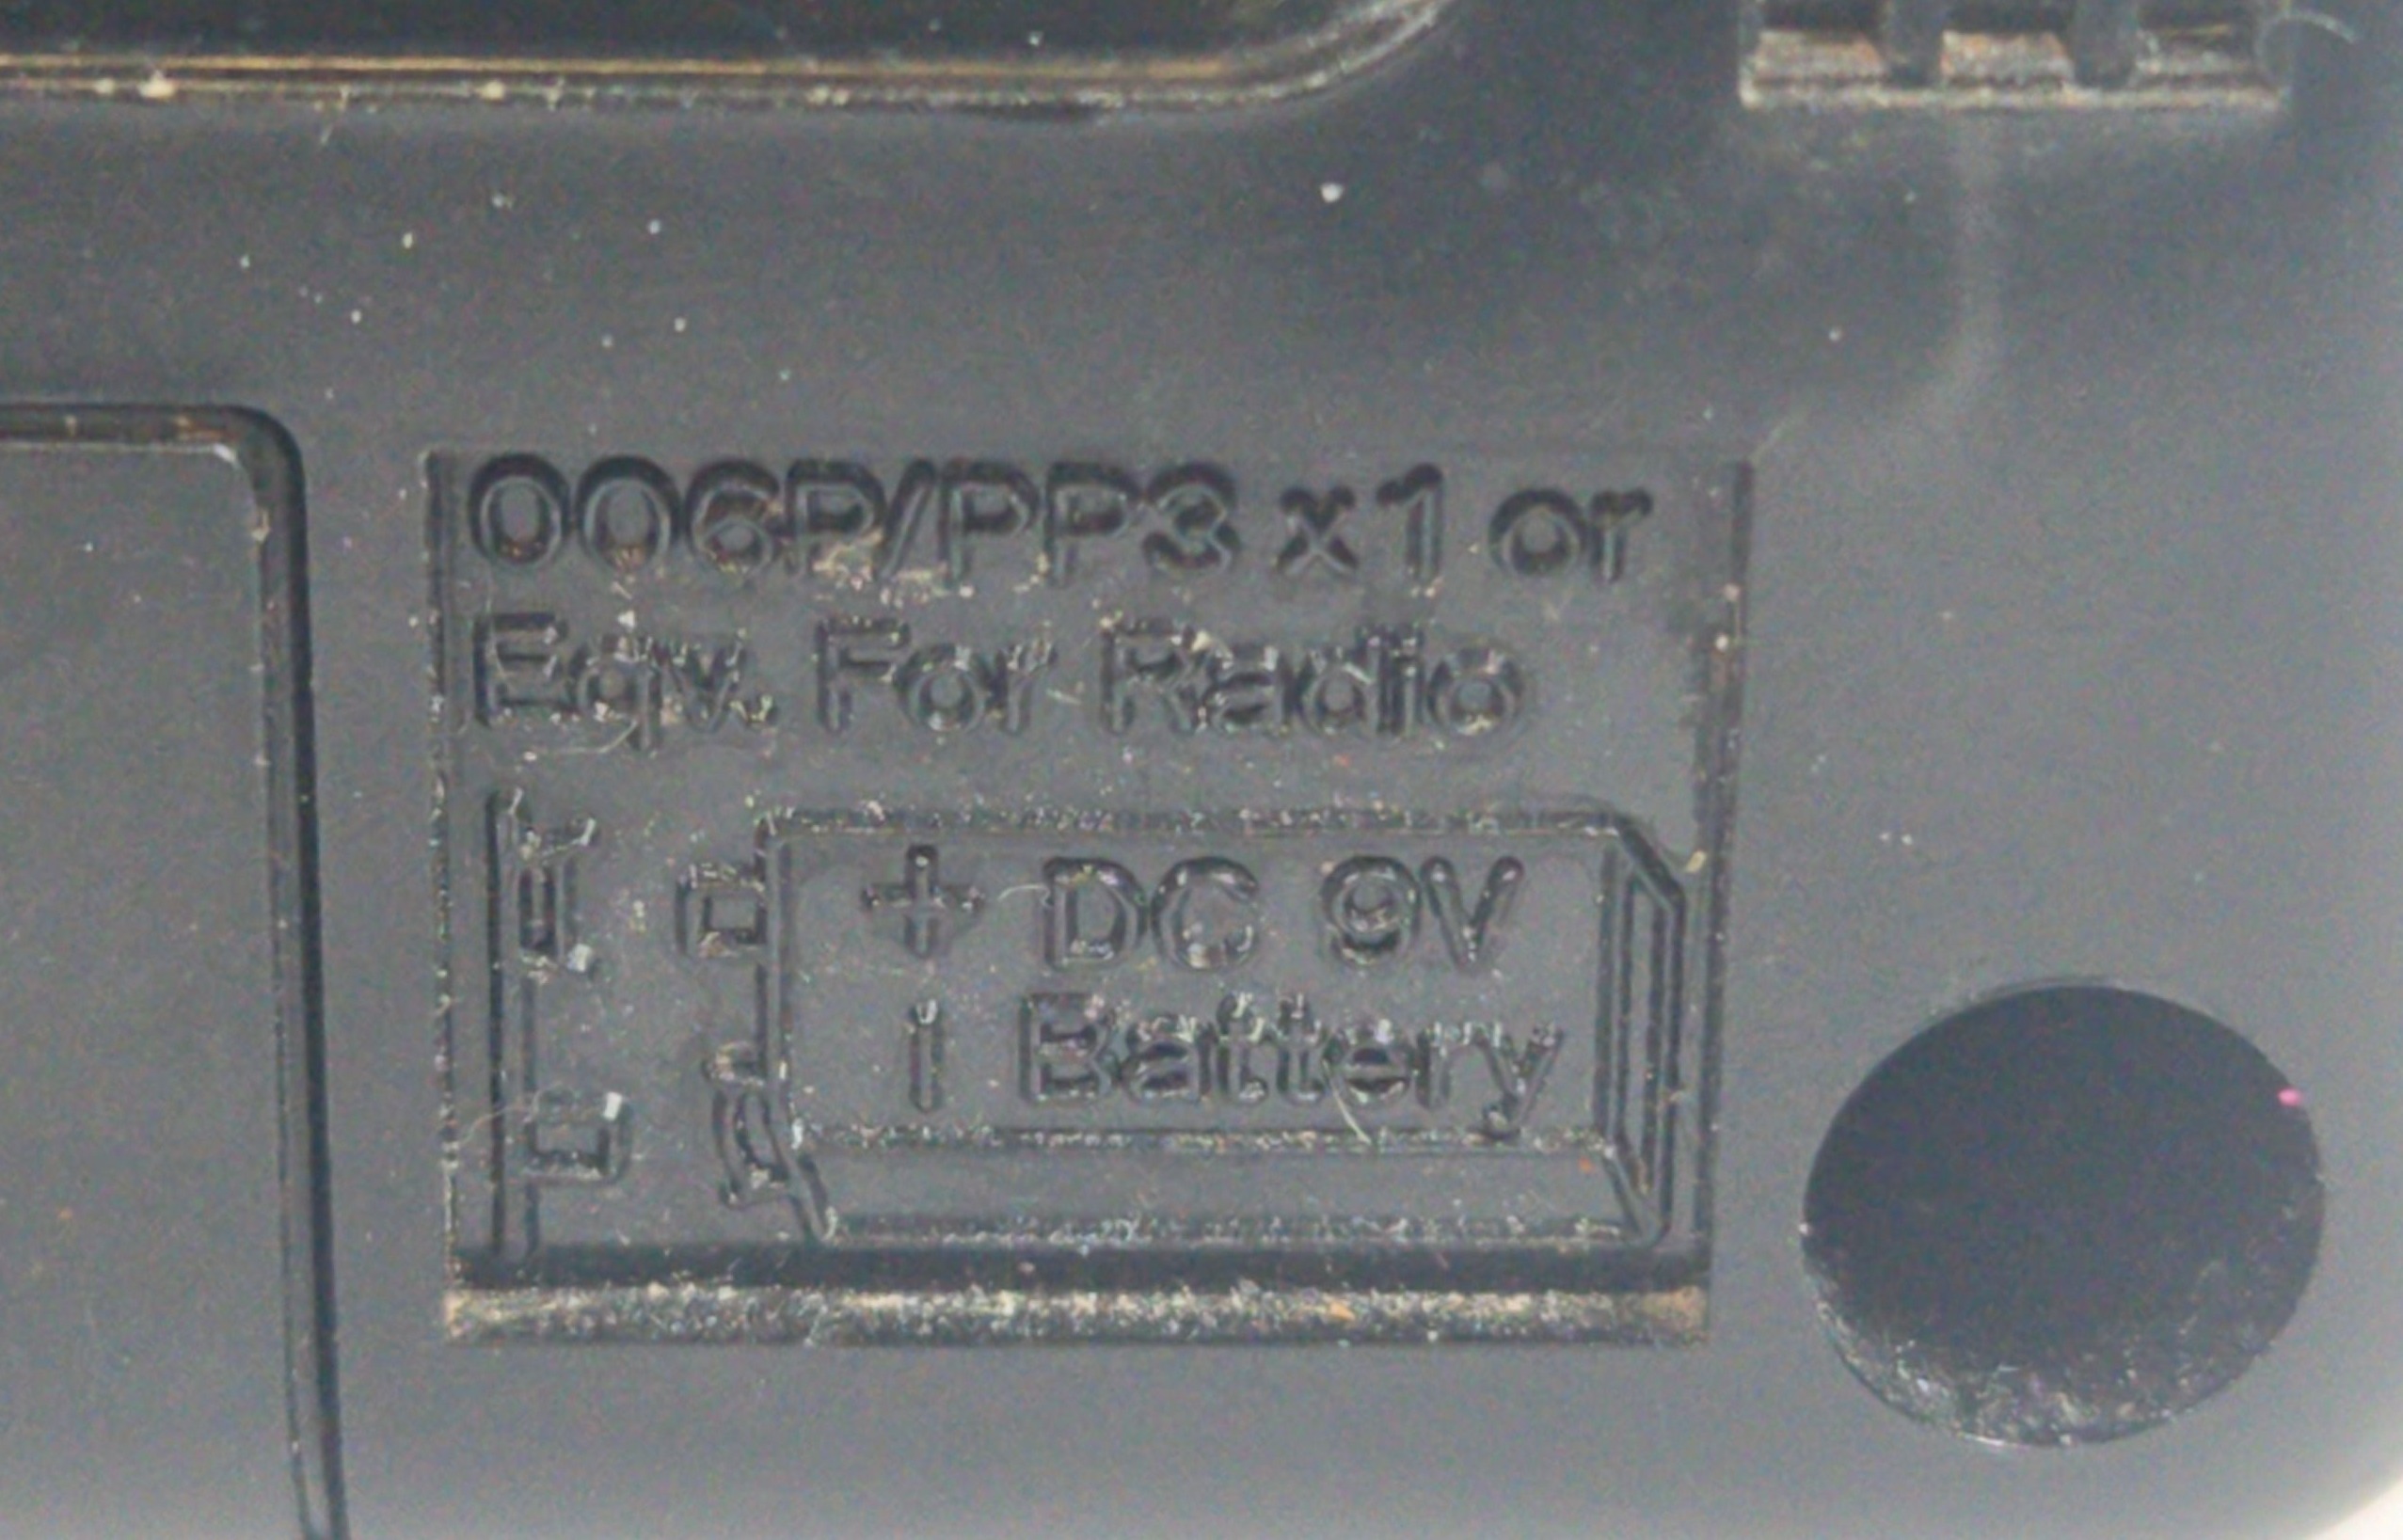 006P/PP3 x1 or
Eqv. For Radio
+ DC 9V
- Battery